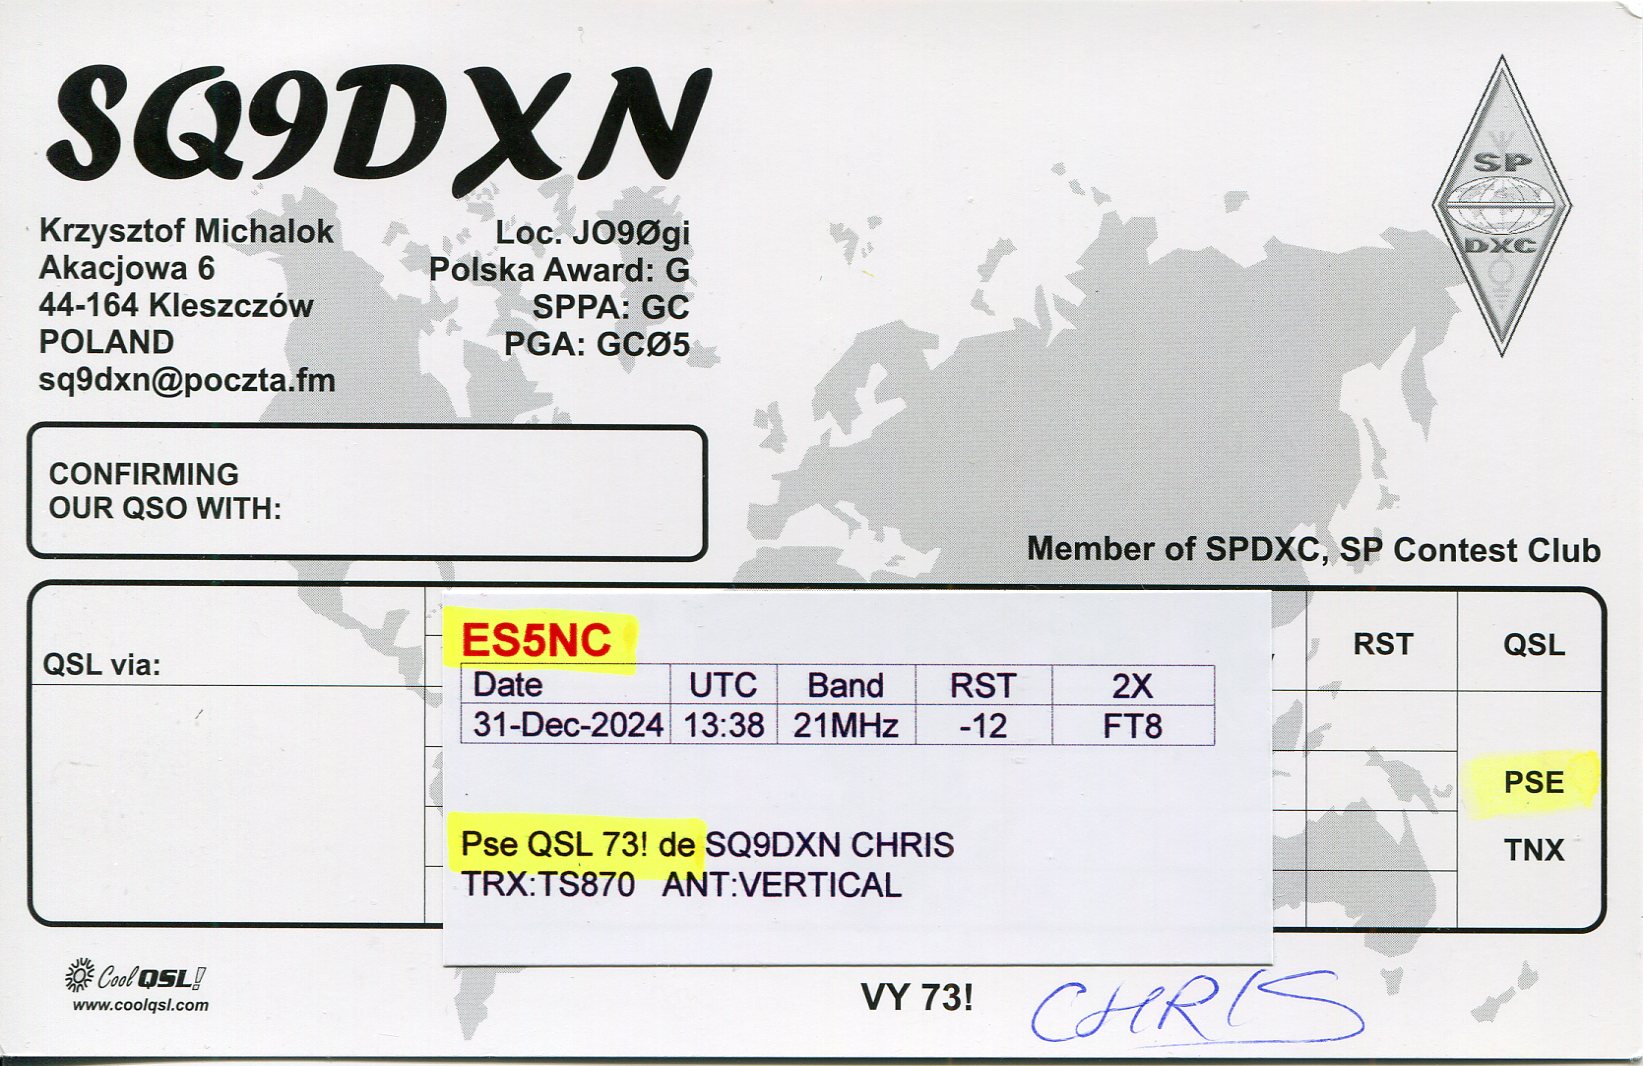 SQ9DXN
Krzysztof Michalok
Akacjowa 6
44-164 Kleszczów
POLAND
sq9dxn@poczta.fm
Loc. JO9Øgi
Polska Award: G
SPPA: GC
PGA: GCØ5
SP
DXC
CONFIRMING
OUR QSO WITH:
Member of SPDXC, SP Contest Club
QSL via:
ES5NC
Date UTC Band RST 2X
31-Dec-2024 13:38 21MHz -12 FT8
Pse QSL 73! de SQ9DXN CHRIS
TRX:TS870 ANT:VERTICAL
RST QSL
PSE
TNX
Cool QSL!
www.coolqsl.com
VY 73! CHRIS